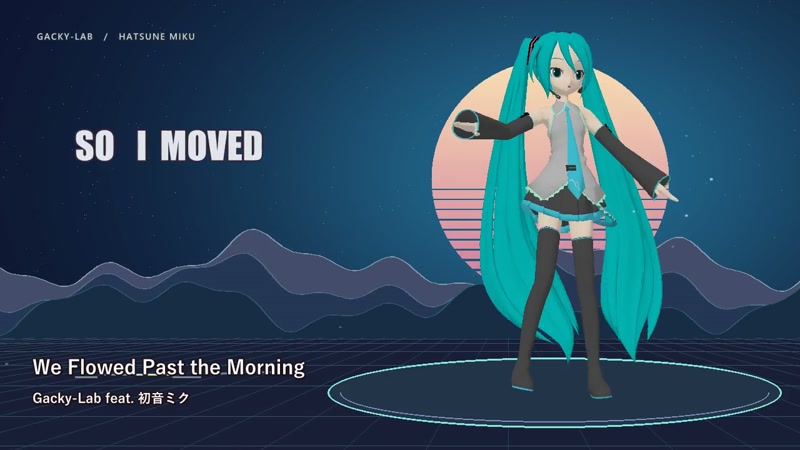 GACKY-LAB / HATSUNE MIKU
SO I MOVED
We Flowed Past the Morning
Gacky-Lab feat. 初音ミク